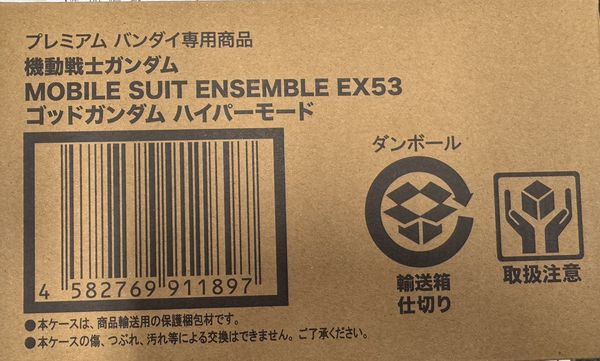 プレミアム バンダイ専用商品
機動戦士ガンダム
MOBILE SUIT ENSEMBLE EX53
ゴッドガンダム ハイパーモード
4 582769 911897
●本ケースは、商品輸送用の保護梱包材です。
●本ケースの傷、つぶれ、汚れ等による交換はできません。ご了承ください。
ダンボール
輸送箱
仕切り
取扱注意